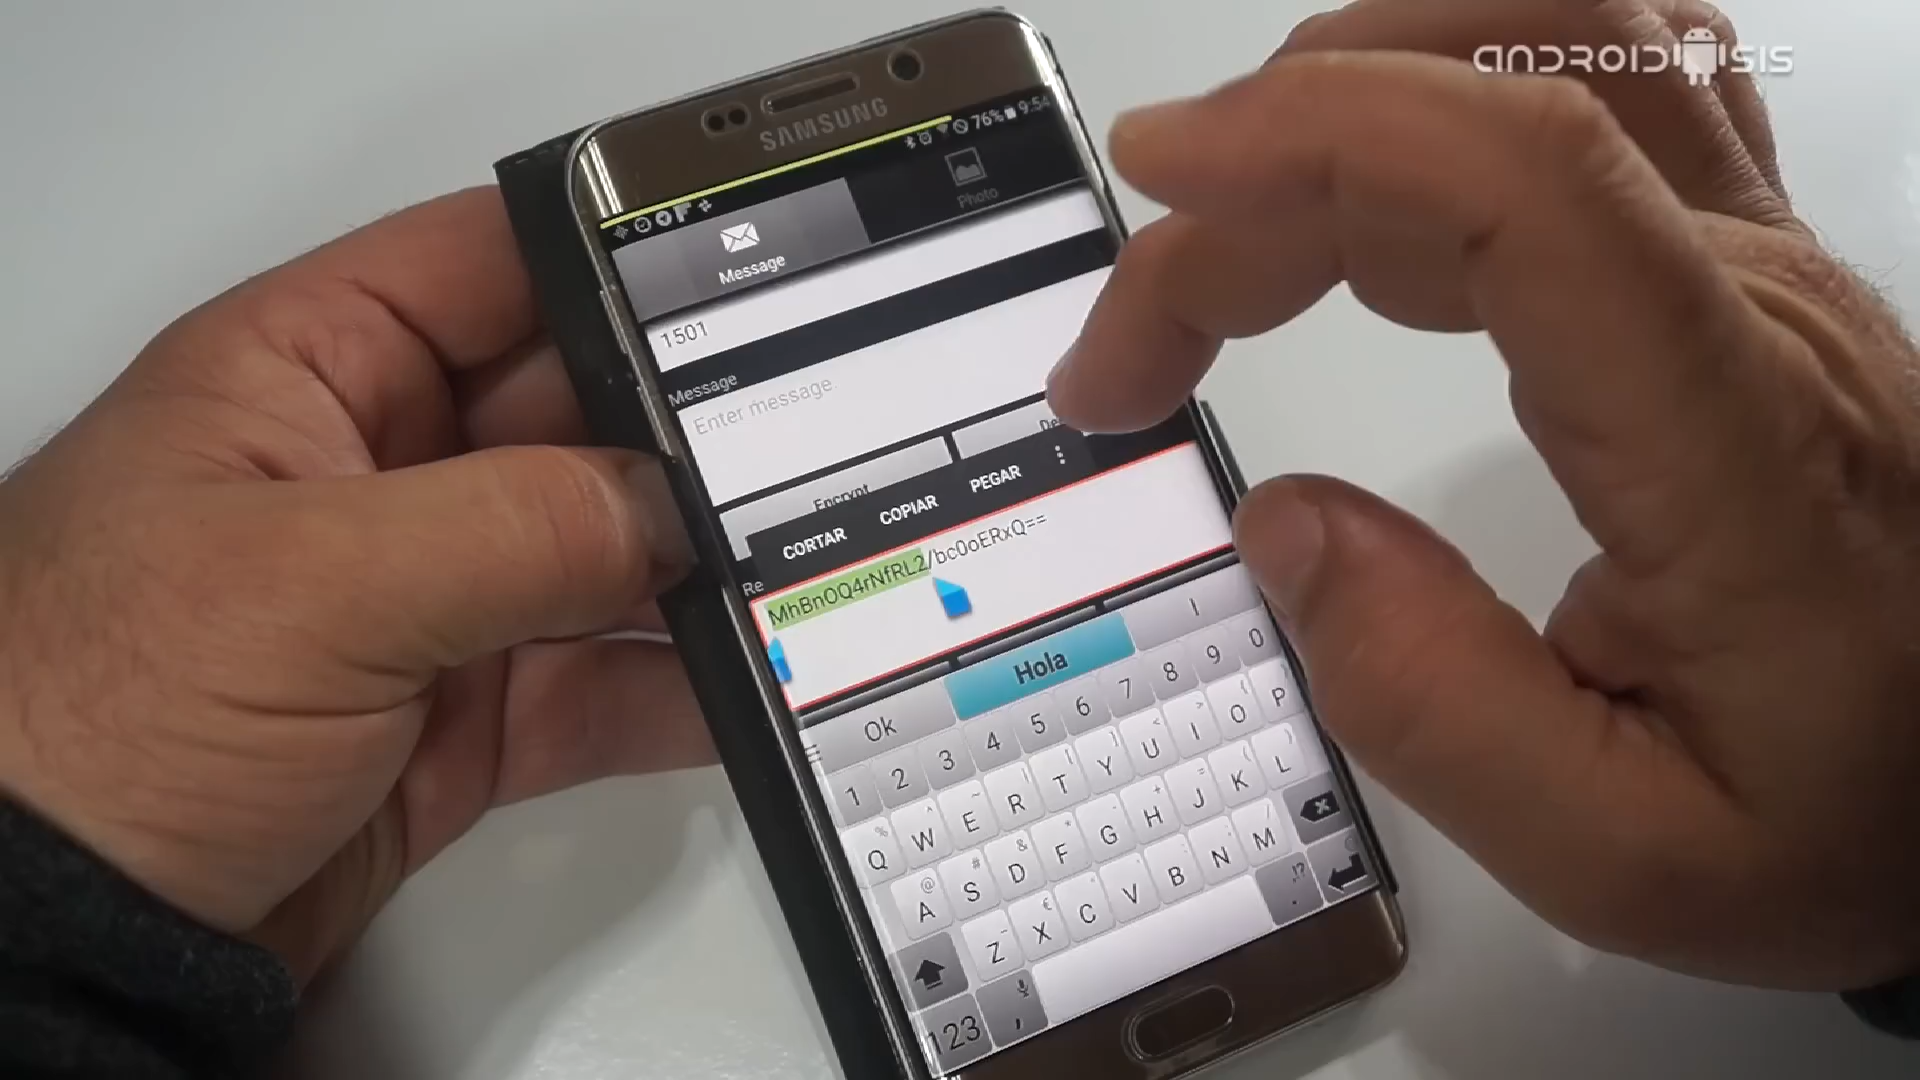 ANDROIDSIS
SAMSUNG
76% 9:54
Photo
Message
1501
Message
Enter message
Encrypt
CORTAR COPIAR PEGAR
MhBnOQ4rNfRL2/bc0oERxQ==
Ok Hola I
1 2 3 4 5 6 7 8 9 0
Q W E R T Y U I O P
A S D F G H J K L
Z X C V B N M
123 , .